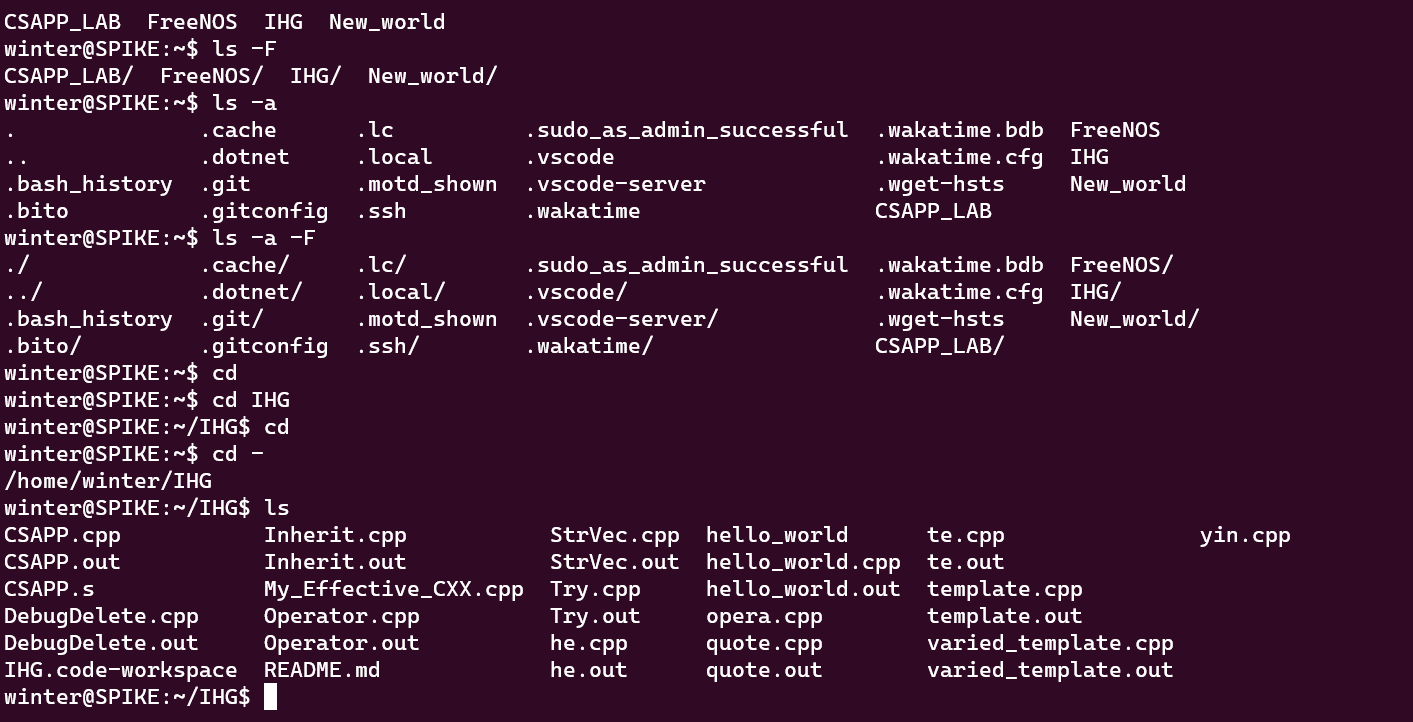 CSAPP_LAB  FreeNOS  IHG  New_world
winter@SPIKE:~$ ls -F
CSAPP_LAB/  FreeNOS/  IHG/  New_world/
winter@SPIKE:~$ ls -a
.              .cache      .lc          .sudo_as_admin_successful  .wakatime.bdb  FreeNOS
..             .dotnet     .local       .vscode                    .wakatime.cfg  IHG
.bash_history  .git        .motd_shown  .vscode-server             .wget-hsts     New_world
.bito          .gitconfig  .ssh         .wakatime                  CSAPP_LAB
winter@SPIKE:~$ ls -a -F
./             .cache/     .lc/         .sudo_as_admin_successful  .wakatime.bdb  FreeNOS/
../            .dotnet/    .local/      .vscode/                   .wakatime.cfg  IHG/
.bash_history  .git/       .motd_shown  .vscode-server/            .wget-hsts     New_world/
.bito/         .gitconfig  .ssh/        .wakatime/                 CSAPP_LAB/
winter@SPIKE:~$ cd
winter@SPIKE:~$ cd IHG
winter@SPIKE:~/IHG$ cd
winter@SPIKE:~$ cd -
/home/winter/IHG
winter@SPIKE:~/IHG$ ls
CSAPP.cpp           Inherit.cpp           StrVec.cpp  hello_world      te.cpp               yin.cpp
CSAPP.out           Inherit.out           StrVec.out  hello_world.cpp  te.out
CSAPP.s             My_Effective_CXX.cpp  Try.cpp     hello_world.out  template.cpp
DebugDelete.cpp     Operator.cpp          Try.out     opera.cpp        template.out
DebugDelete.out     Operator.out          he.cpp      quote.cpp        varied_template.cpp
IHG.code-workspace  README.md             he.out      quote.out        varied_template.out
winter@SPIKE:~/IHG$